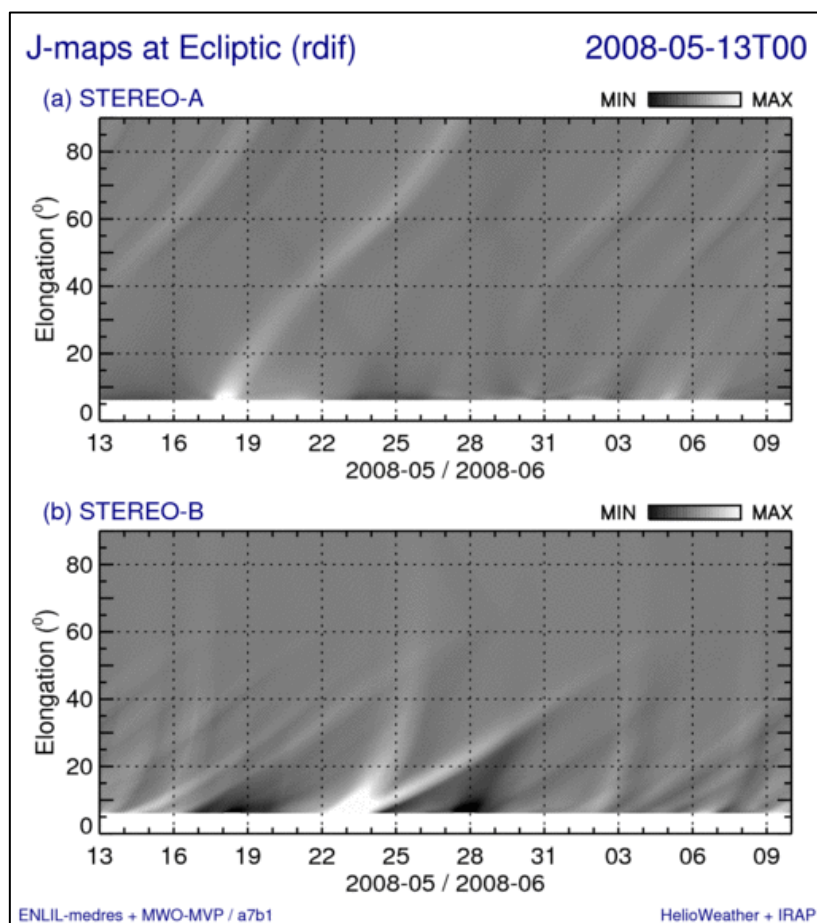 J-maps at Ecliptic (rdif) 2008-05-13T00
(a) STEREO-A MIN MAX
Elongation (⁰)
80
60
40
20
0
13 16 19 22 25 28 31 03 06 09
2008-05 / 2008-06
(b) STEREO-B MIN MAX
Elongation (⁰)
80
60
40
20
0
13 16 19 22 25 28 31 03 06 09
2008-05 / 2008-06
ENLIL-medres + MWO-MVP / a7b1 HelioWeather + IRAP